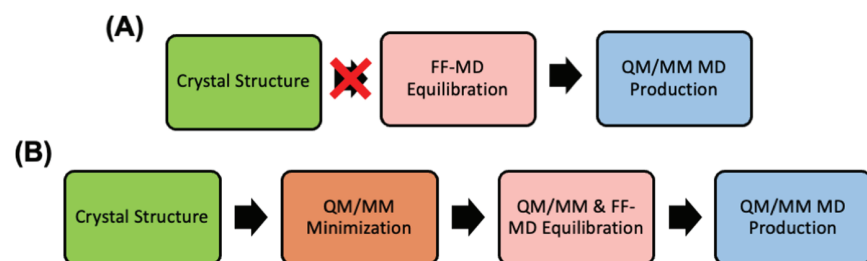 (A)
Crystal Structure
FF-MD
Equilibration
QM/MM MD
Production
(B)
Crystal Structure
QM/MM
Minimization
QM/MM & FF-
MD Equilibration
QM/MM MD
Production